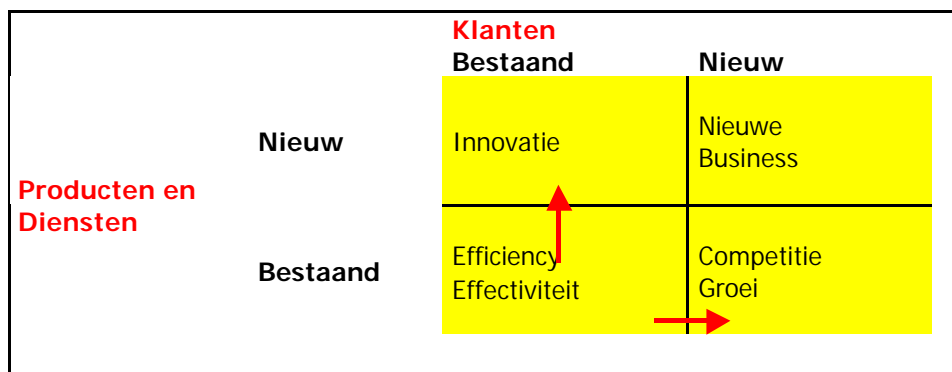 Klanten
Bestaand Nieuw
Nieuw Innovatie Nieuwe
Business
Producten en
Diensten
Bestaand Efficiency Competitie
Effectiviteit Groei